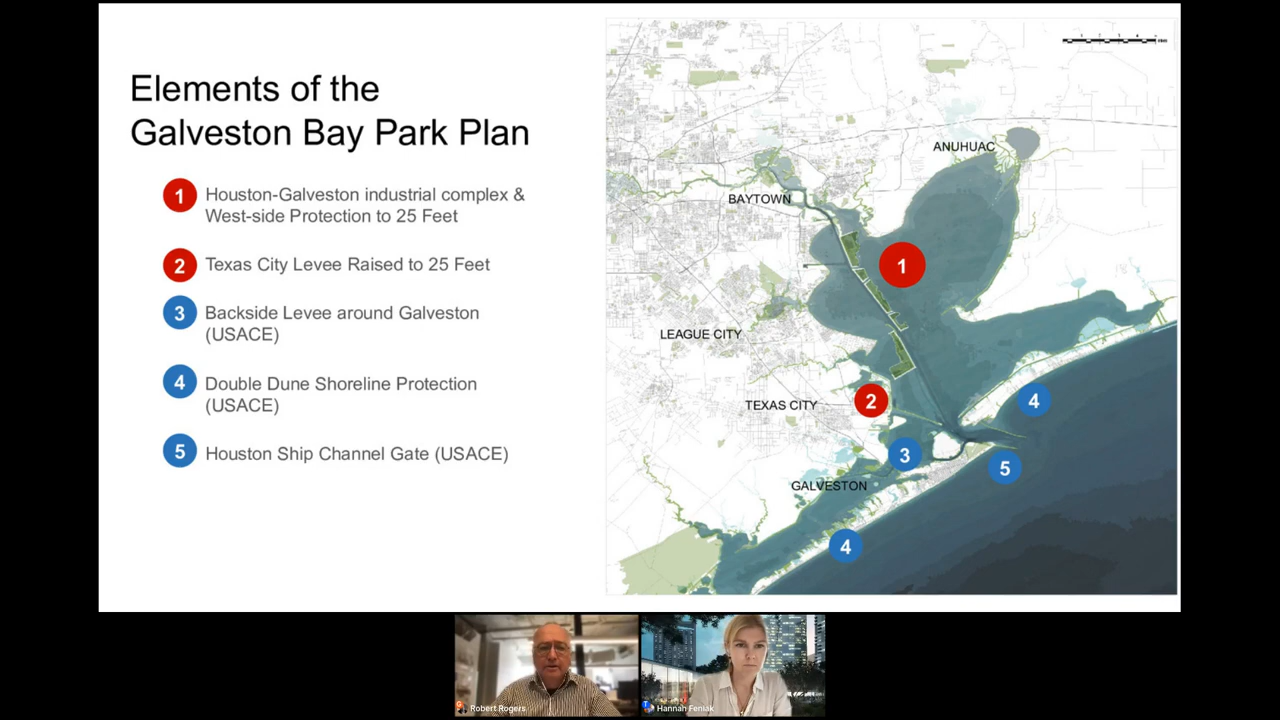 Elements of the
Galveston Bay Park Plan
1 Houston-Galveston industrial complex &
West-side Protection to 25 Feet
2 Texas City Levee Raised to 25 Feet
3 Backside Levee around Galveston
(USACE)
4 Double Dune Shoreline Protection
(USACE)
5 Houston Ship Channel Gate (USACE)
ANUHUAC
BAYTOWN
1
LEAGUE CITY
TEXAS CITY
2
4
3
5
GALVESTON
4
Robert Rogers
Hannah Feniak